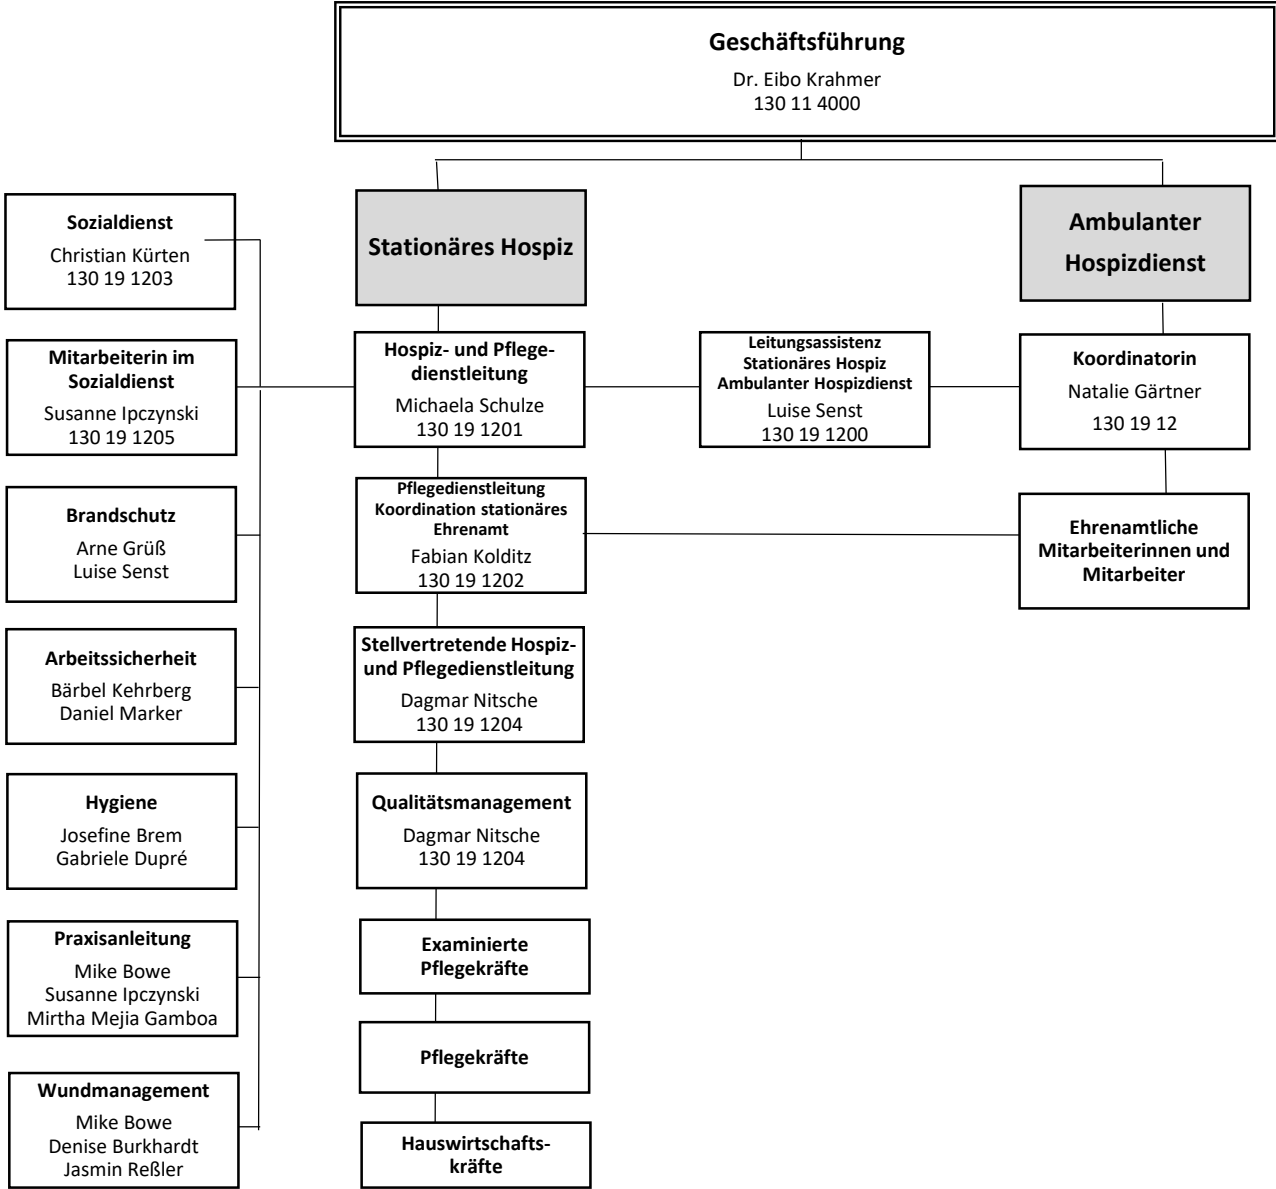 Geschäftsführung
Dr. Eibo Krahmer
130 11 4000
Stationäres Hospiz
Ambulanter
Hospizdienst
Sozialdienst
Christian Kürten
130 19 1203
Mitarbeiterin im
Sozialdienst
Susanne Ipczynski
130 19 1205
Brandschutz
Arne Grüß
Luise Senst
Arbeitssicherheit
Bärbel Kehrberg
Daniel Marker
Hygiene
Josefine Brem
Gabriele Dupré
Praxisanleitung
Mike Bowe
Susanne Ipczynski
Mirtha Mejia Gamboa
Wundmanagement
Mike Bowe
Denise Burkhardt
Jasmin Reßler
Hospiz- und Pflege-
dienstleitung
Michaela Schulze
130 19 1201
Pflegedienstleitung
Koordination stationäres
Ehrenamt
Fabian Kolditz
130 19 1202
Stellvertretende Hospiz-
und Pflegedienstleitung
Dagmar Nitsche
130 19 1204
Qualitätsmanagement
Dagmar Nitsche
130 19 1204
Examinierte
Pflegekräfte
Pflegekräfte
Hauswirtschafts-
kräfte
Leitungsassistenz
Stationäres Hospiz
Ambulanter Hospizdienst
Luise Senst
130 19 1200
Koordinatorin
Natalie Gärtner
130 19 12
Ehrenamtliche
Mitarbeiterinnen und
Mitarbeiter